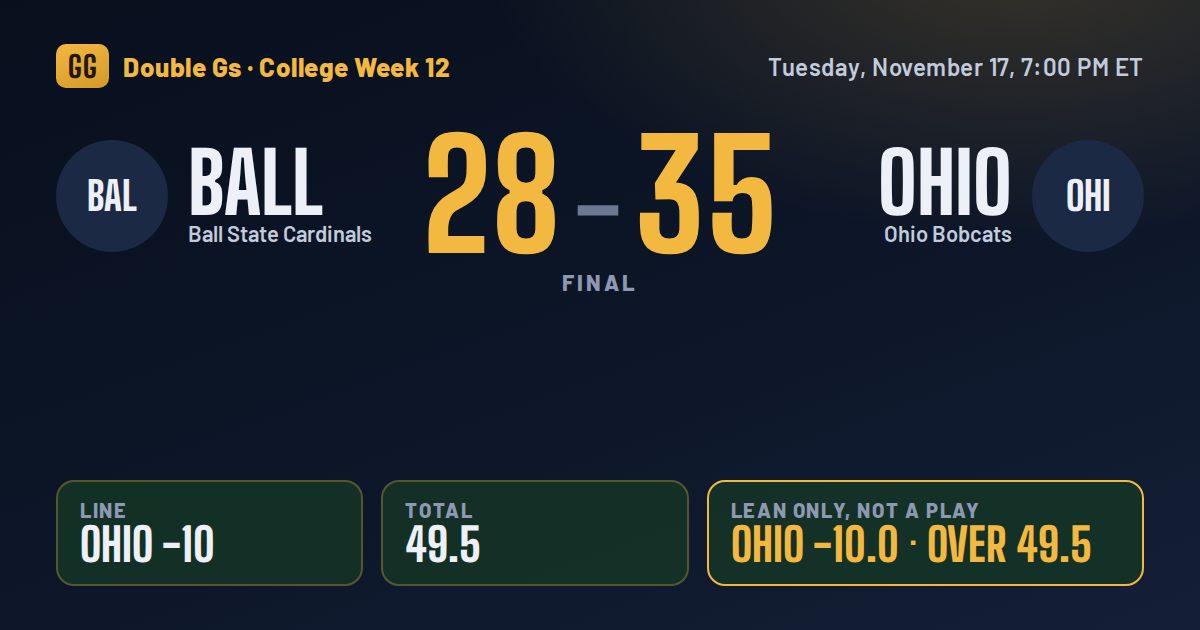 GG Double Gs · College Week 12
Tuesday, November 17, 7:00 PM ET
BAL
BALL
Ball State Cardinals
28 – 35
FINAL
OHIO
Ohio Bobcats
OHI
LINE
OHIO –10
TOTAL
49.5
LEAN ONLY, NOT A PLAY
OHIO –10.0 · OVER 49.5